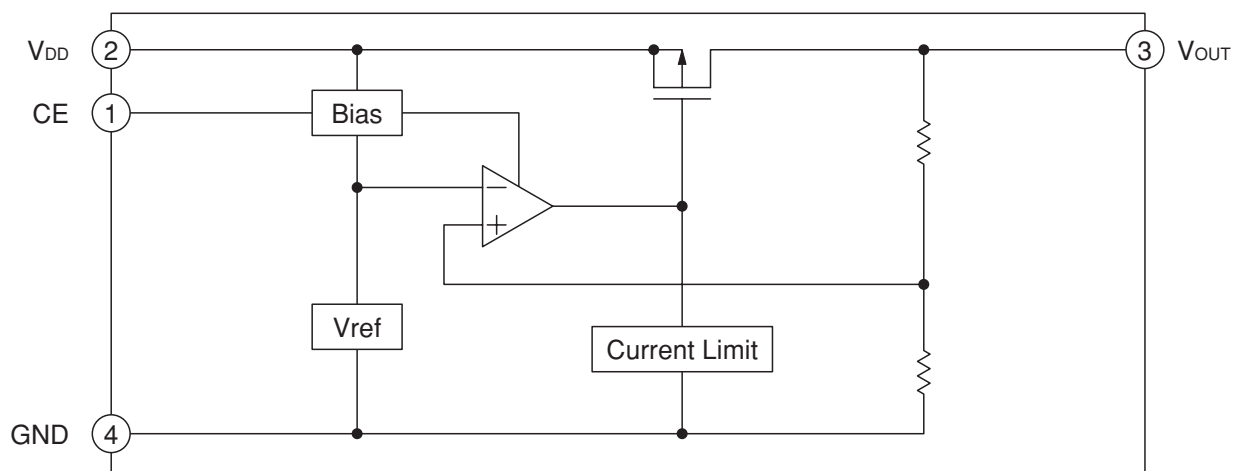 VDD 2
3 VOUT
CE 1
Bias
−
+
Vref
Current Limit
GND 4